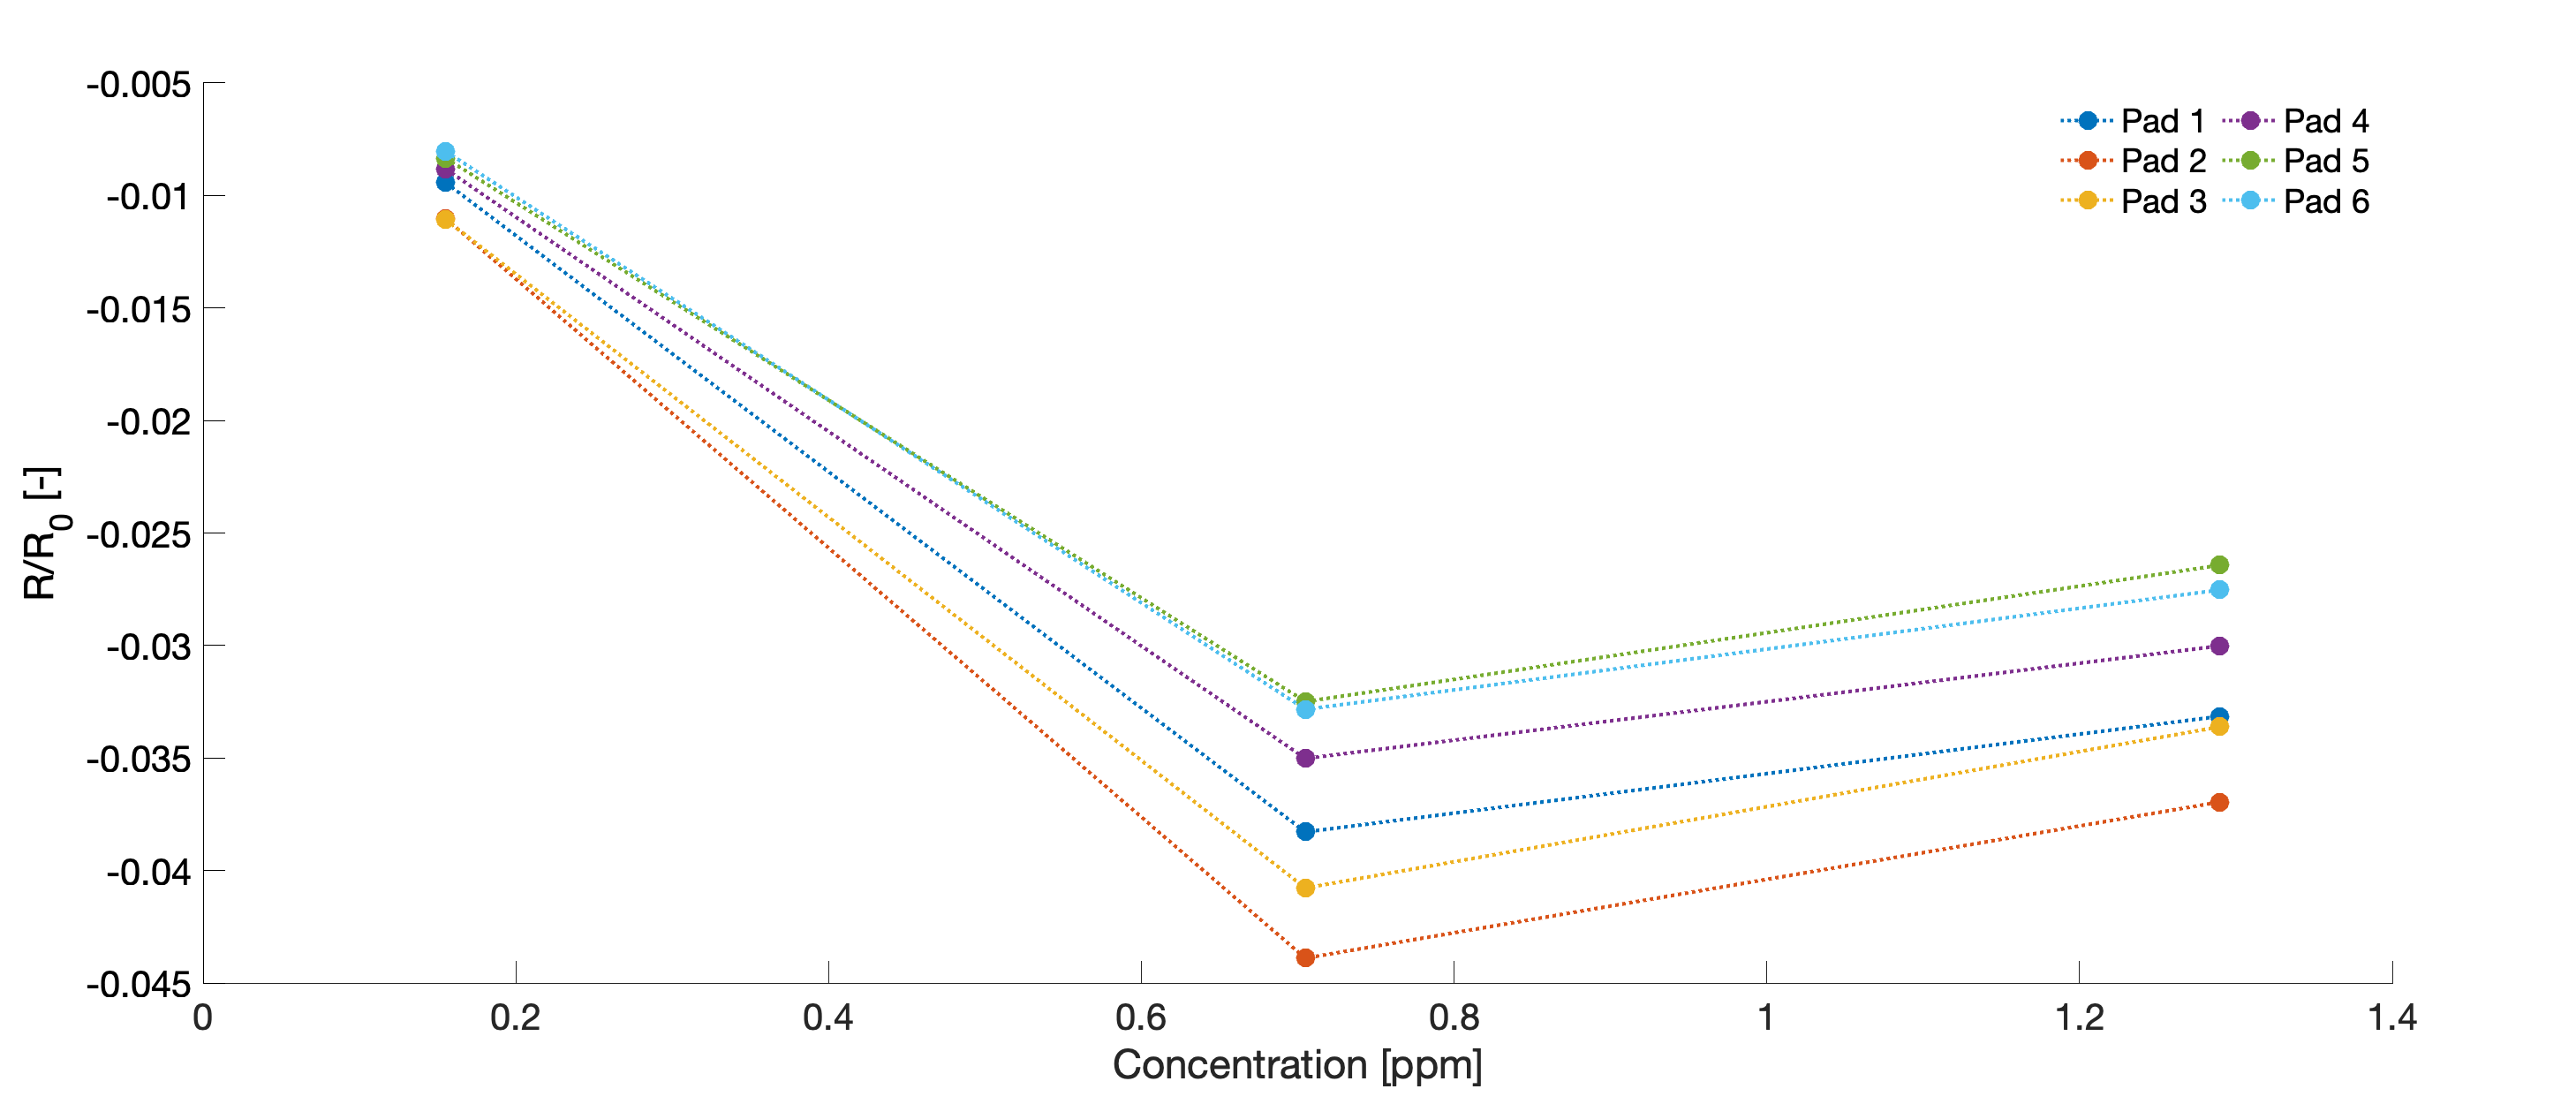 -0.005
-0.01
-0.015
-0.02
-0.025
-0.03
-0.035
-0.04
-0.045
R/R0 [-]
Pad 1 Pad 4
Pad 2 Pad 5
Pad 3 Pad 6
0 0.2 0.4 0.6 0.8 1 1.2 1.4
Concentration [ppm]